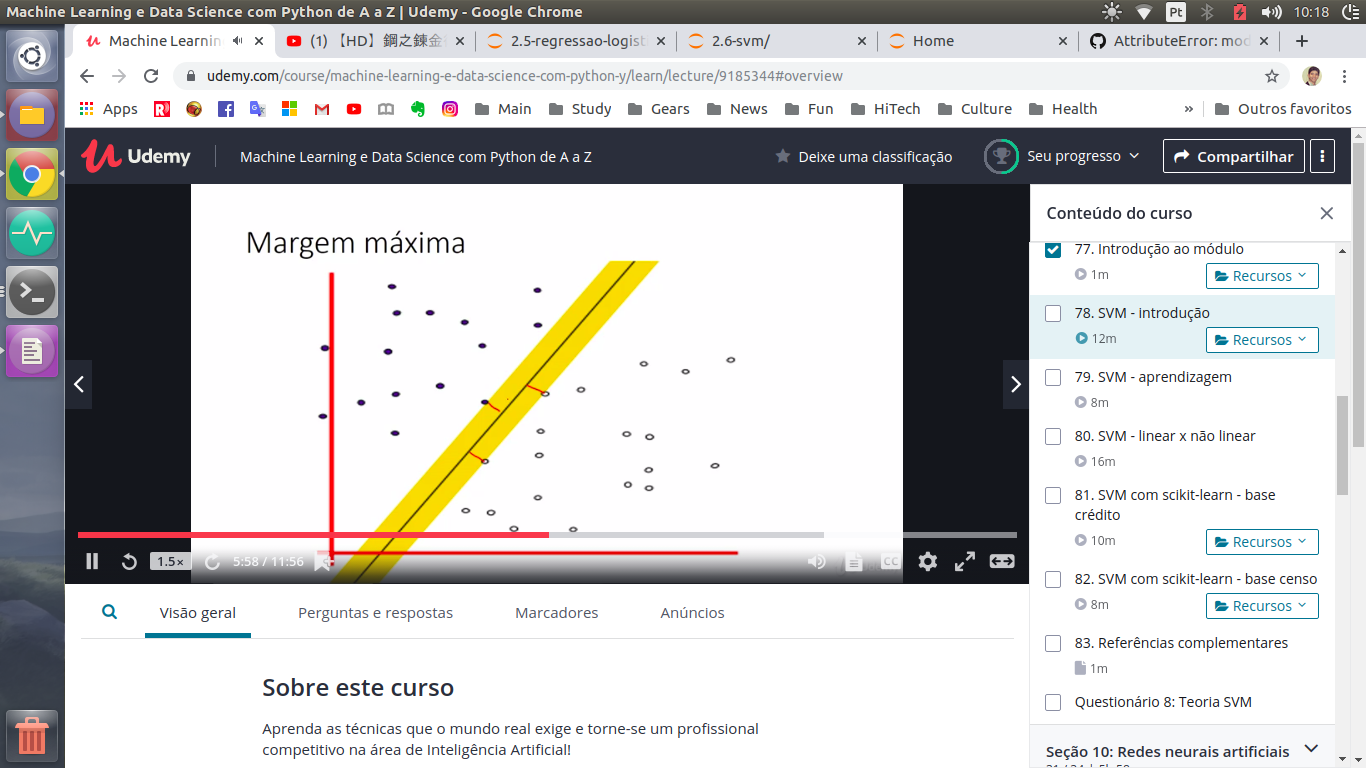 Machine Learning e Data Science com Python de A a Z | Udemy - Google Chrome
Pt
10:18
Machine Learnin
(1) 【HD】鋼之鍊金
2.5-regressao-logist
2.6-svm/
Home
AttributeError: mod
udemy.com/course/machine-learning-e-data-science-com-python-y/learn/lecture/9185344#overview
Apps
Main
Study
Gears
News
Fun
HiTech
Culture
Health
»
Outros favoritos
Udemy
Machine Learning e Data Science com Python de A a Z
Deixe uma classificação
Seu progresso
Compartilhar
Margem máxima
1.5×
5:58 / 11:56
CC
Conteúdo do curso
77. Introdução ao módulo
1m
Recursos
78. SVM - introdução
12m
Recursos
79. SVM - aprendizagem
8m
80. SVM - linear x não linear
16m
81. SVM com scikit-learn - base
crédito
10m
Recursos
82. SVM com scikit-learn - base censo
8m
Recursos
83. Referências complementares
1m
Questionário 8: Teoria SVM
Seção 10: Redes neurais artificiais
Visão geral
Perguntas e respostas
Marcadores
Anúncios
Sobre este curso
Aprenda as técnicas que o mundo real exige e torne-se um profissional
competitivo na área de Inteligência Artificial!